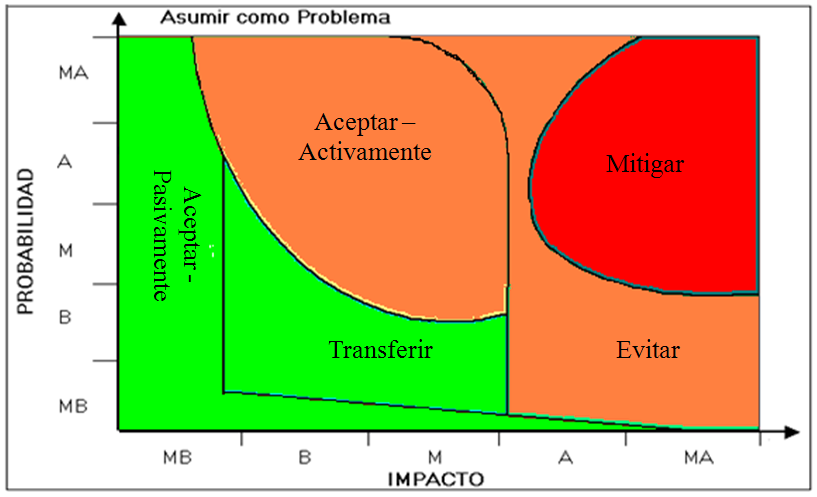 Asumir como Problema
PROBABILIDAD
MA
A
M
B
MB
Aceptar –
Activamente
Mitigar
Aceptar -
Pasivamente
Transferir
Evitar
MB
B
M
A
MA
IMPACTO